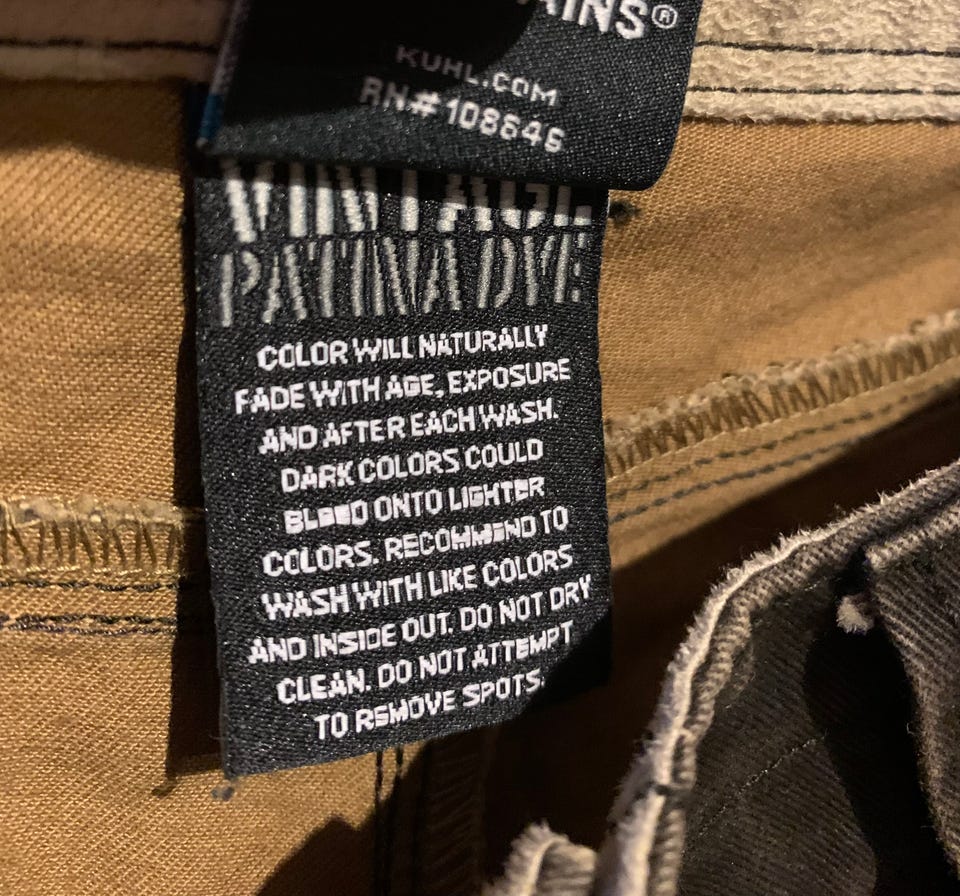 AINS®
KUHL.COM
RN# 108846
VINTAGE
PATINA DYE
COLOR WILL NATURALLY
FADE WITH AGE, EXPOSURE
AND AFTER EACH WASH.
DARK COLORS COULD
BLEED ONTO LIGHTER
COLORS. RECOMMEND TO
WASH WITH LIKE COLORS
AND INSIDE OUT. DO NOT DRY
CLEAN. DO NOT ATTEMPT
TO REMOVE SPOTS.